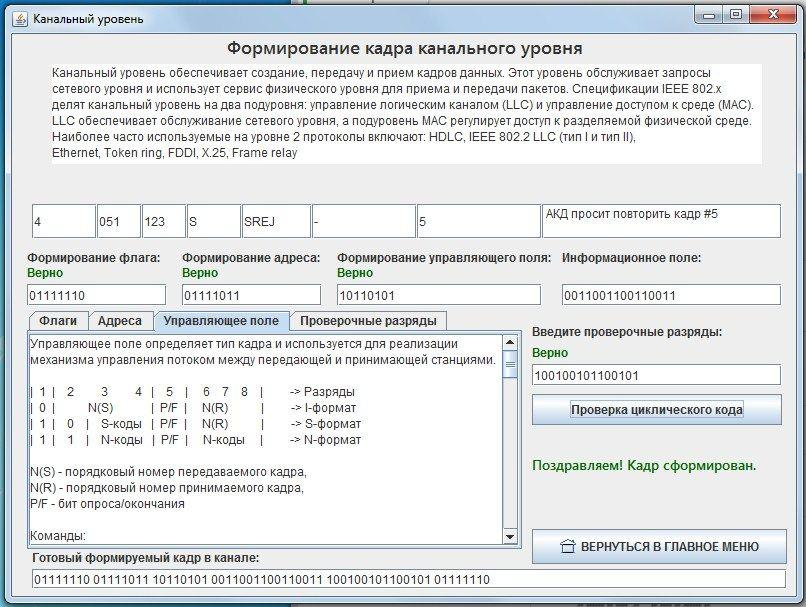 Канальный уровень
Формирование кадра канального уровня
Канальный уровень обеспечивает создание, передачу и прием кадров данных. Этот уровень обслуживает запросы
сетевого уровня и использует сервис физического уровня для приема и передачи пакетов. Спецификации IEEE 802.x
делят канальный уровень на два подуровня: управление логическим каналом (LLC) и управление доступом к среде (MAC).
LLC обеспечивает обслуживание сетевого уровня, а подуровень MAC регулирует доступ к разделяемой физической среде.
Наиболее часто используемые на уровне 2 протоколы включают: HDLC, IEEE 802.2 LLC (тип I и тип II),
Ethernet, Token ring, FDDI, X.25, Frame relay
4 051 123 S SREJ - 5 АКД просит повторить кадр #5
Формирование флага: Формирование адреса: Формирование управляющего поля: Информационное поле:
Верно Верно Верно
01111110 01111011 10110101 0011001100110011
Флаги Адреса Управляющее поле Проверочные разряды
Управляющее поле определяет тип кадра и используется для реализации
механизма управления потоком между передающей и принимающей станциями.
| 1 | 2 3 4 | 5 | 6 7 8 | -> Разряды
| 0 | N(S) | P/F | N(R) | -> I-формат
| 1 | 0 | S-коды | P/F | N(R) | -> S-формат
| 1 | 1 | N-коды | P/F | N-коды | -> N-формат
N(S) - порядковый номер передаваемого кадра,
N(R) - порядковый номер принимаемого кадра,
P/F - бит опроса/окончания
Команды:
Введите проверочные разряды:
Верно
100100101100101
Проверка циклического кода
Поздравляем! Кадр сформирован.
ВЕРНУТЬСЯ В ГЛАВНОЕ МЕНЮ
Готовый формируемый кадр в канале:
01111110 01111011 10110101 0011001100110011 100100101100101 01111110